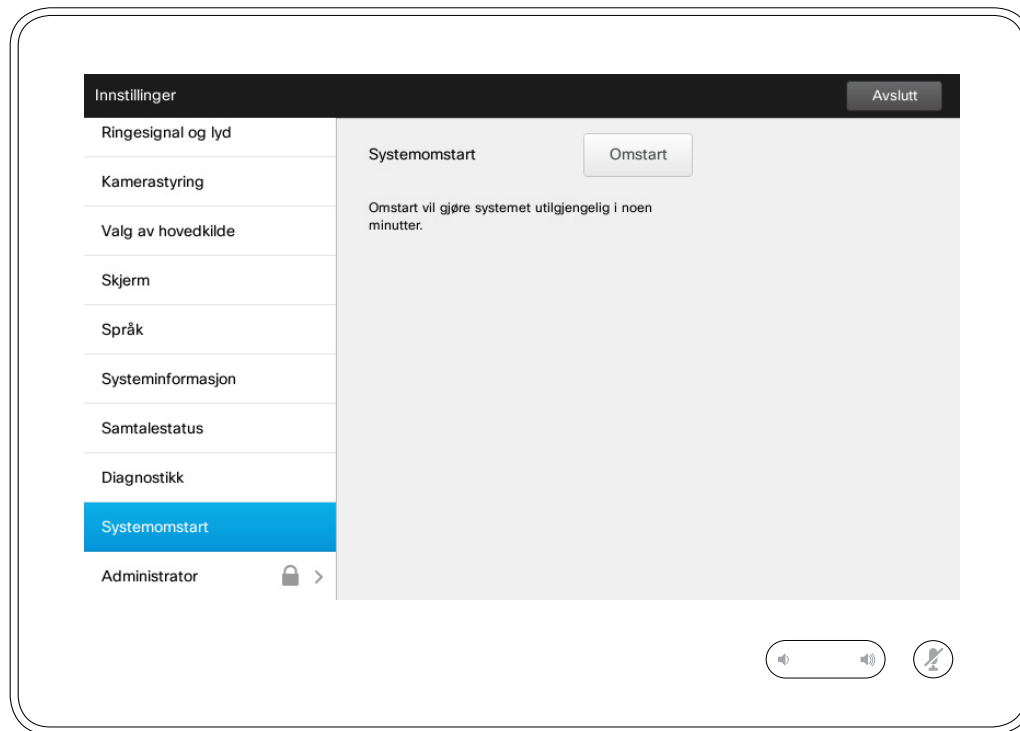 Innstillinger
Avslutt
Ringesignal og lyd
Kamerastyring
Valg av hovedkilde
Skjerm
Språk
Systeminformasjon
Samtalestatus
Diagnostikk
Systemomstart
Administrator
Systemomstart
Omstart
Omstart vil gjøre systemet utilgjengelig i noen
minutter.